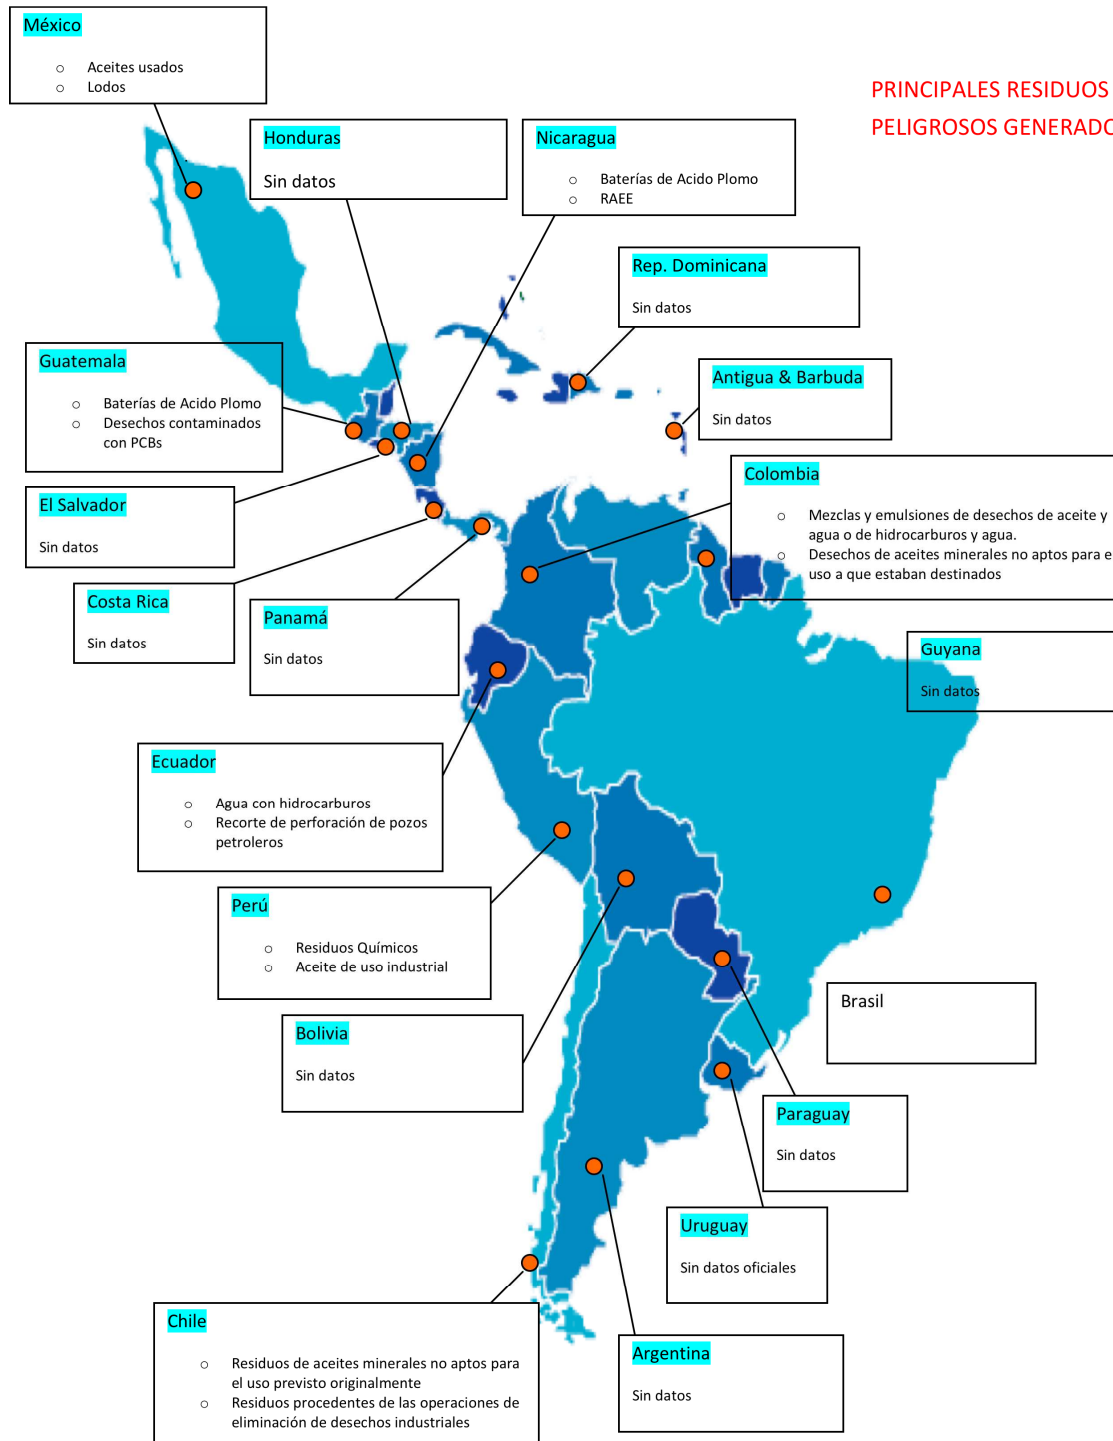 México
○ Aceites usados
○ Lodos
PRINCIPALES RESIDUOS
PELIGROSOS GENERADO
Honduras
Sin datos
Nicaragua
○ Baterías de Acido Plomo
○ RAEE
Rep. Dominicana
Sin datos
Guatemala
○ Baterías de Acido Plomo
○ Desechos contaminados
con PCBs
Antigua & Barbuda
Sin datos
El Salvador
Sin datos
Colombia
○ Mezclas y emulsiones de desechos de aceite y
agua o de hidrocarburos y agua.
○ Desechos de aceites minerales no aptos para e
uso a que estaban destinados
Costa Rica
Sin datos
Panamá
Sin datos
Guyana
Sin datos
Ecuador
○ Agua con hidrocarburos
○ Recorte de perforación de pozos
petroleros
Perú
○ Residuos Químicos
○ Aceite de uso industrial
Brasil
Bolivia
Sin datos
Paraguay
Sin datos
Uruguay
Sin datos oficiales
Chile
○ Residuos de aceites minerales no aptos para
el uso previsto originalmente
○ Residuos procedentes de las operaciones de
eliminación de desechos industriales
Argentina
Sin datos